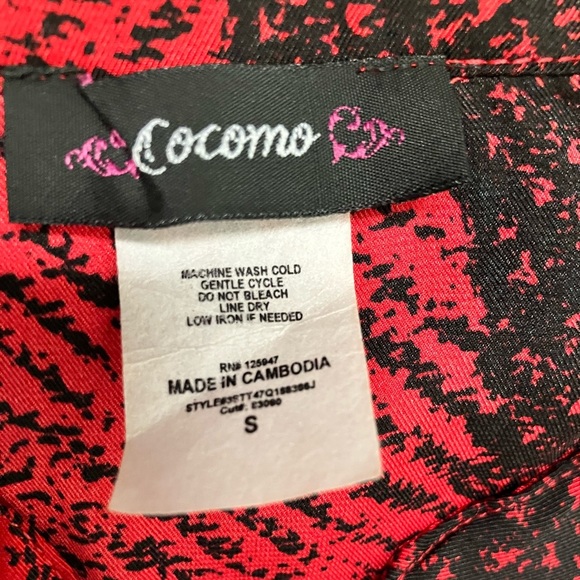 Cocomo
MACHINE WASH COLD
GENTLE CYCLE
DO NOT BLEACH
LINE DRY
LOW IRON IF NEEDED
RN# 125947
MADE IN CAMBODIA
S